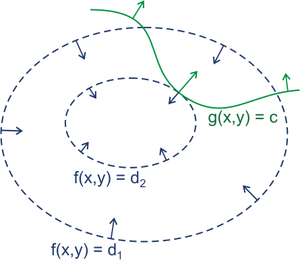 g(x,y) = c
f(x,y) = d₂
f(x,y) = d₁